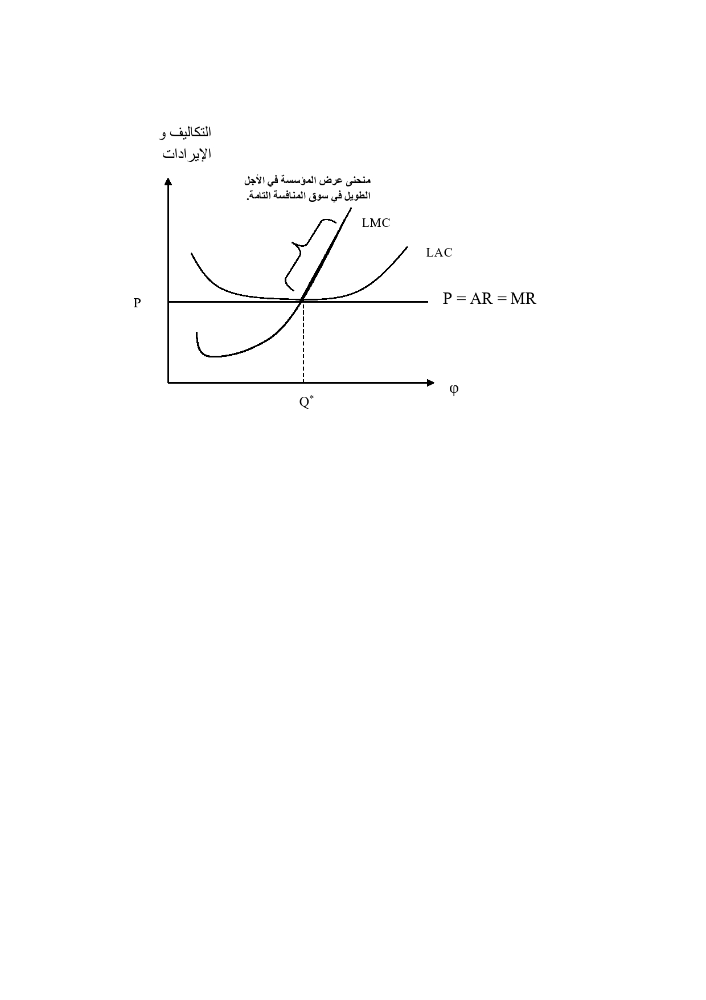 التكاليف و
الإيرادات
منحنى عرض المؤسسة في الأجل
الطويل في سوق المنافسة التامة.
LMC
LAC
P
P = AR = MR
φ
Q*